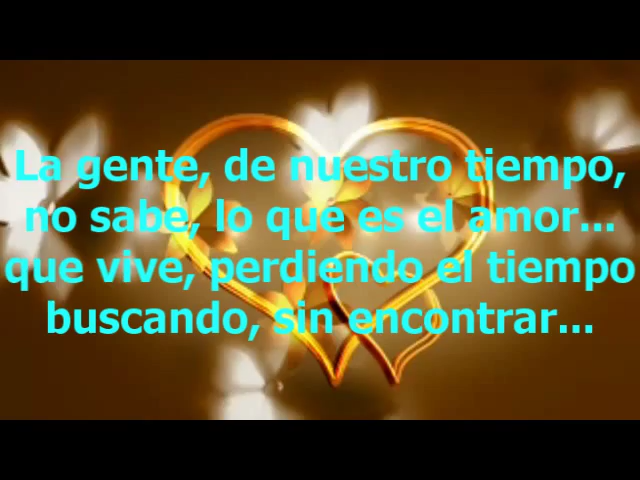 La gente, de nuestro tiempo,
no sabe, lo que es el amor...
que vive, perdiendo el tiempo
buscando, sin encontrar...